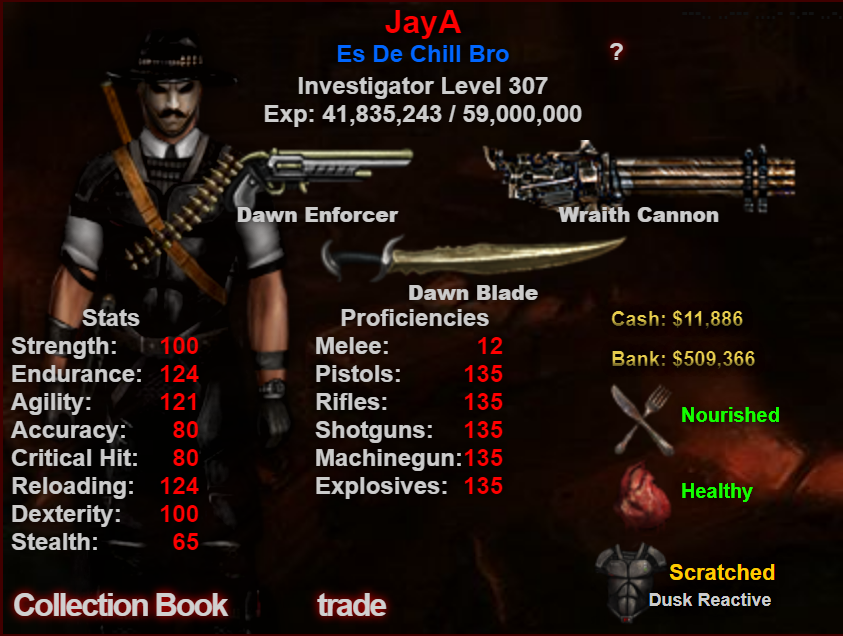 JayA
Es De Chill Bro
?
Investigator Level 307
Exp: 41,835,243 / 59,000,000
Dawn Enforcer
Wraith Cannon
Dawn Blade
Stats
Strength: 100
Endurance: 124
Agility: 121
Accuracy: 80
Critical Hit: 80
Reloading: 124
Dexterity: 100
Stealth: 65
Proficiencies
Melee: 12
Pistols: 135
Rifles: 135
Shotguns: 135
Machinegun: 135
Explosives: 135
Cash: $11,886
Bank: $509,366
Nourished
Healthy
Scratched
Dusk Reactive
Collection Book
trade